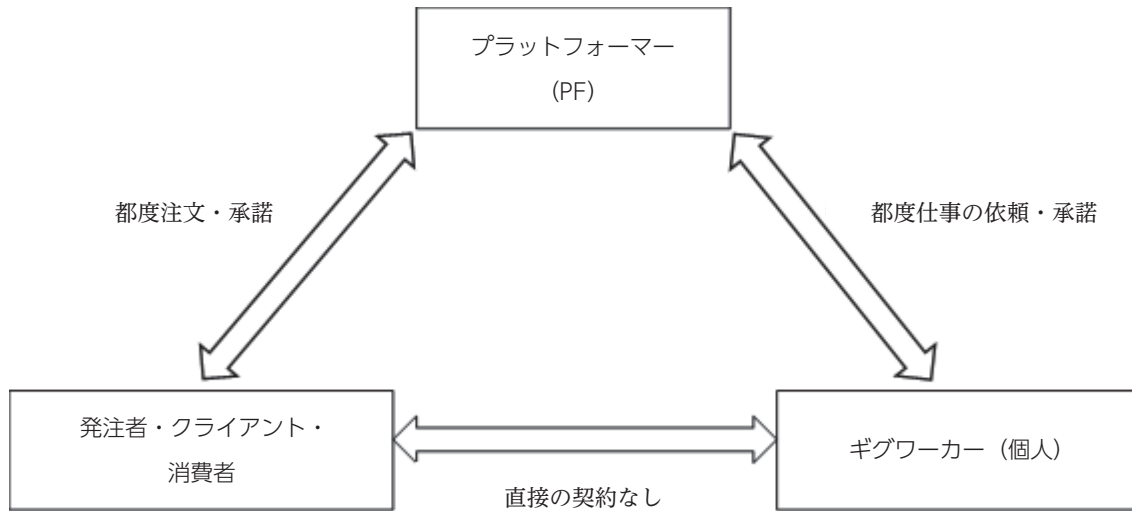 プラットフォーマー
（PF）
都度注文・承諾
都度仕事の依頼・承諾
発注者・クライアント・
消費者
ギグワーカー（個人）
直接の契約なし